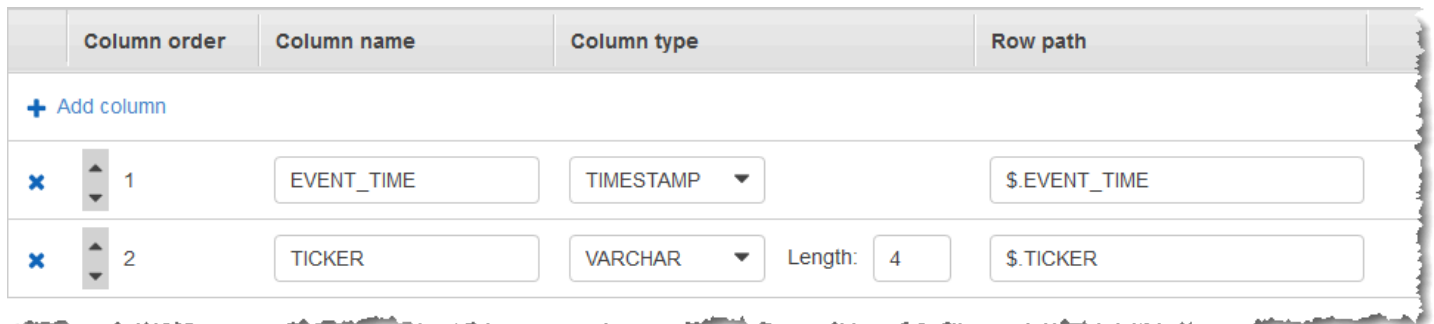 Column order Column name Column type Row path
Add column
1 EVENT_TIME TIMESTAMP $.EVENT_TIME
2 TICKER VARCHAR Length: 4 $.TICKER